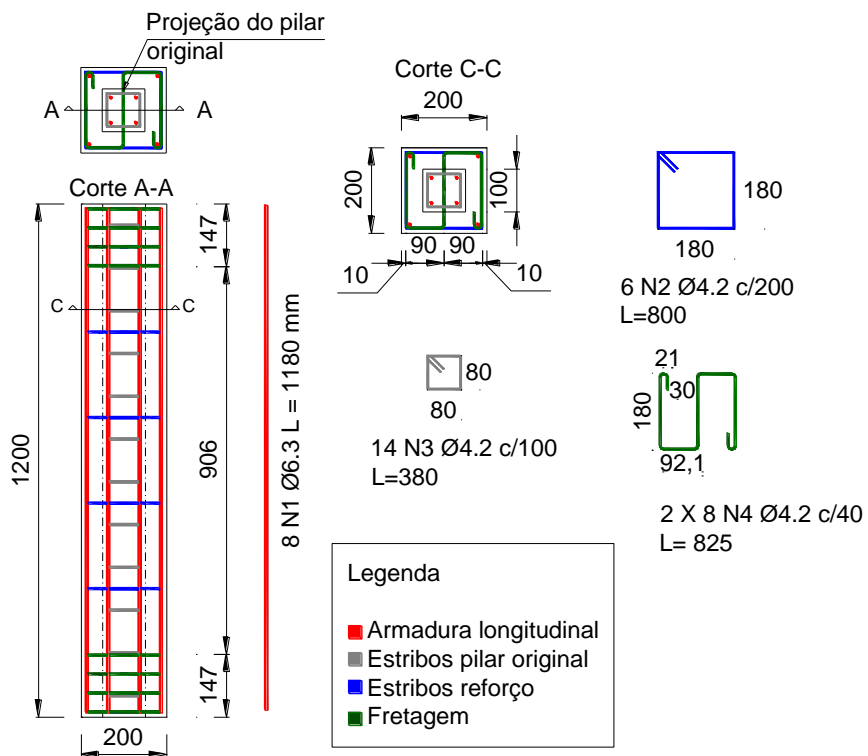 Projeção do pilar
original
A
A
Corte A-A
147
C
C
1200
906
147
200
8 N1 Ø6.3 L = 1180 mm
Corte C-C
200
200
100
90
90
10
10
180
180
6 N2 Ø4.2 c/200
L=800
80
80
14 N3 Ø4.2 c/100
L=380
21
30
180
92,1
2 X 8 N4 Ø4.2 c/40
L= 825
Legenda
Armadura longitudinal
Estribos pilar original
Estribos reforço
Fretagem